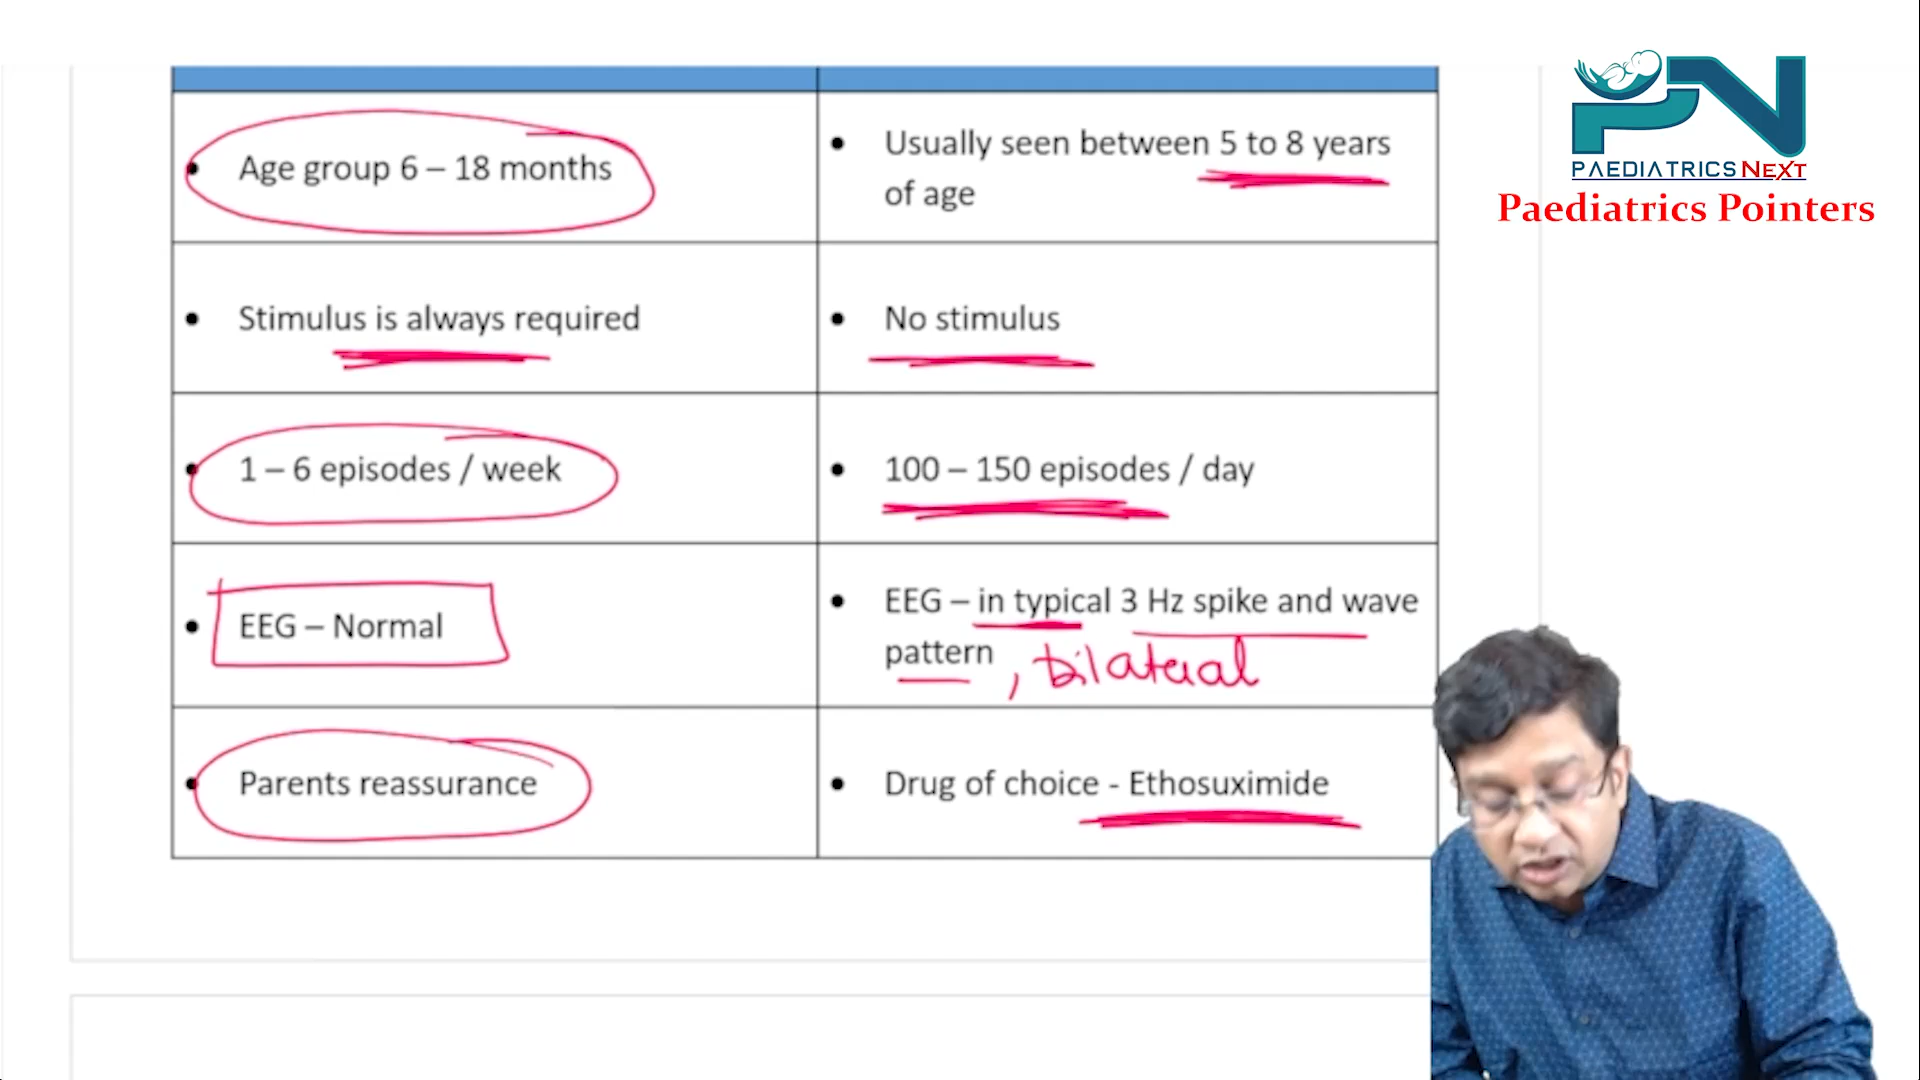 PAEDIATRICS NEXT
Paediatrics Pointers
• Age group 6 – 18 months
• Usually seen between 5 to 8 years
of age
• Stimulus is always required
• No stimulus
• 1 – 6 episodes / week
• 100 – 150 episodes / day
• EEG – Normal
• EEG – in typical 3 Hz spike and wave
pattern , bilateral
• Parents reassurance
• Drug of choice - Ethosuximide